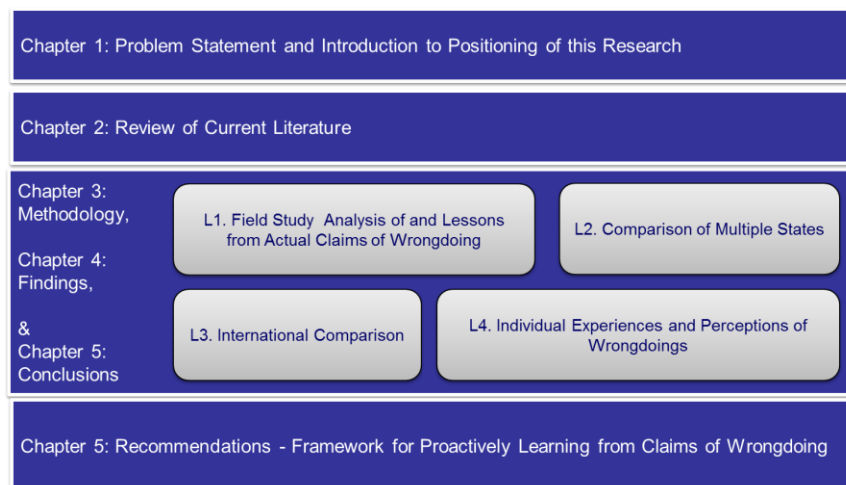 Chapter 1: Problem Statement and Introduction to Positioning of this Research
Chapter 2: Review of Current Literature
Chapter 3:
Methodology,
Chapter 4:
Findings,
&
Chapter 5:
Conclusions
L1. Field Study Analysis of and Lessons
from Actual Claims of Wrongdoing
L2. Comparison of Multiple States
L3. International Comparison
L4. Individual Experiences and Perceptions of
Wrongdoings
Chapter 5: Recommendations - Framework for Proactively Learning from Claims of Wrongdoing